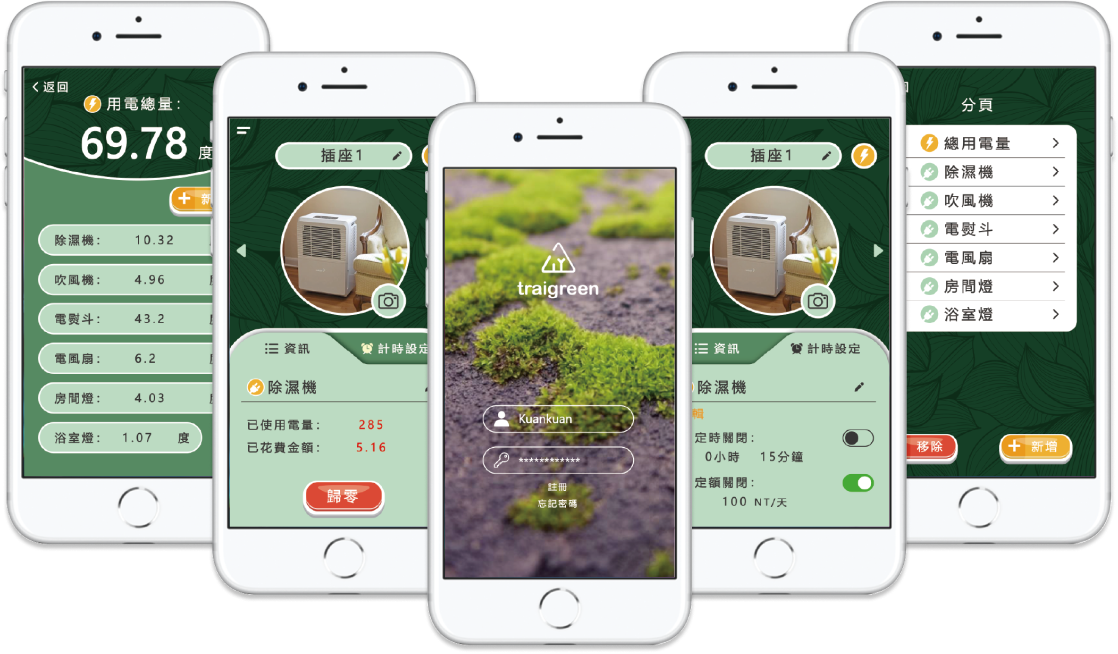 返回
用電總量：
69.78 度
＋ 新
除濕機： 10.32
吹風機： 4.96
電熨斗： 43.2
電風扇： 6.2
房間燈： 4.03
浴室燈： 1.07 度
插座1
資訊
計時設定
除濕機
已使用電量： 285
已花費金額： 5.16
歸零
traigreen
Kuankuan
************
註冊
忘記密碼
插座1
資訊
計時設定
除濕機
定時關閉：
0小時 15分鐘
定額關閉：
100 NT/天
分頁
總用電量
除濕機
吹風機
電熨斗
電風扇
房間燈
浴室燈
移除
＋ 新增